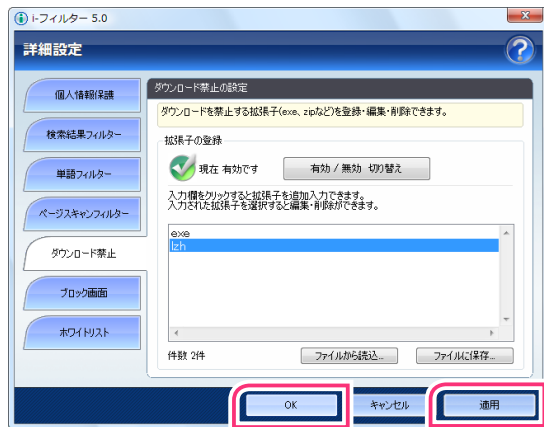 i-フィルター 5.0
詳細設定
?
個人情報保護
検索結果フィルター
単語フィルター
ページスキャンフィルター
ダウンロード禁止
ブロック画面
ホワイトリスト
ダウンロード禁止の設定
ダウンロードを禁止する拡張子(exe、zipなど)を登録・編集・削除できます。
拡張子の登録
現在 有効です
有効 / 無効 切り替え
入力欄をクリックすると拡張子を追加入力できます。
入力された拡張子を選択すると編集・削除ができます。
exe
lzh
件数 2件
ファイルから読込...
ファイルに保存...
OK
キャンセル
適用